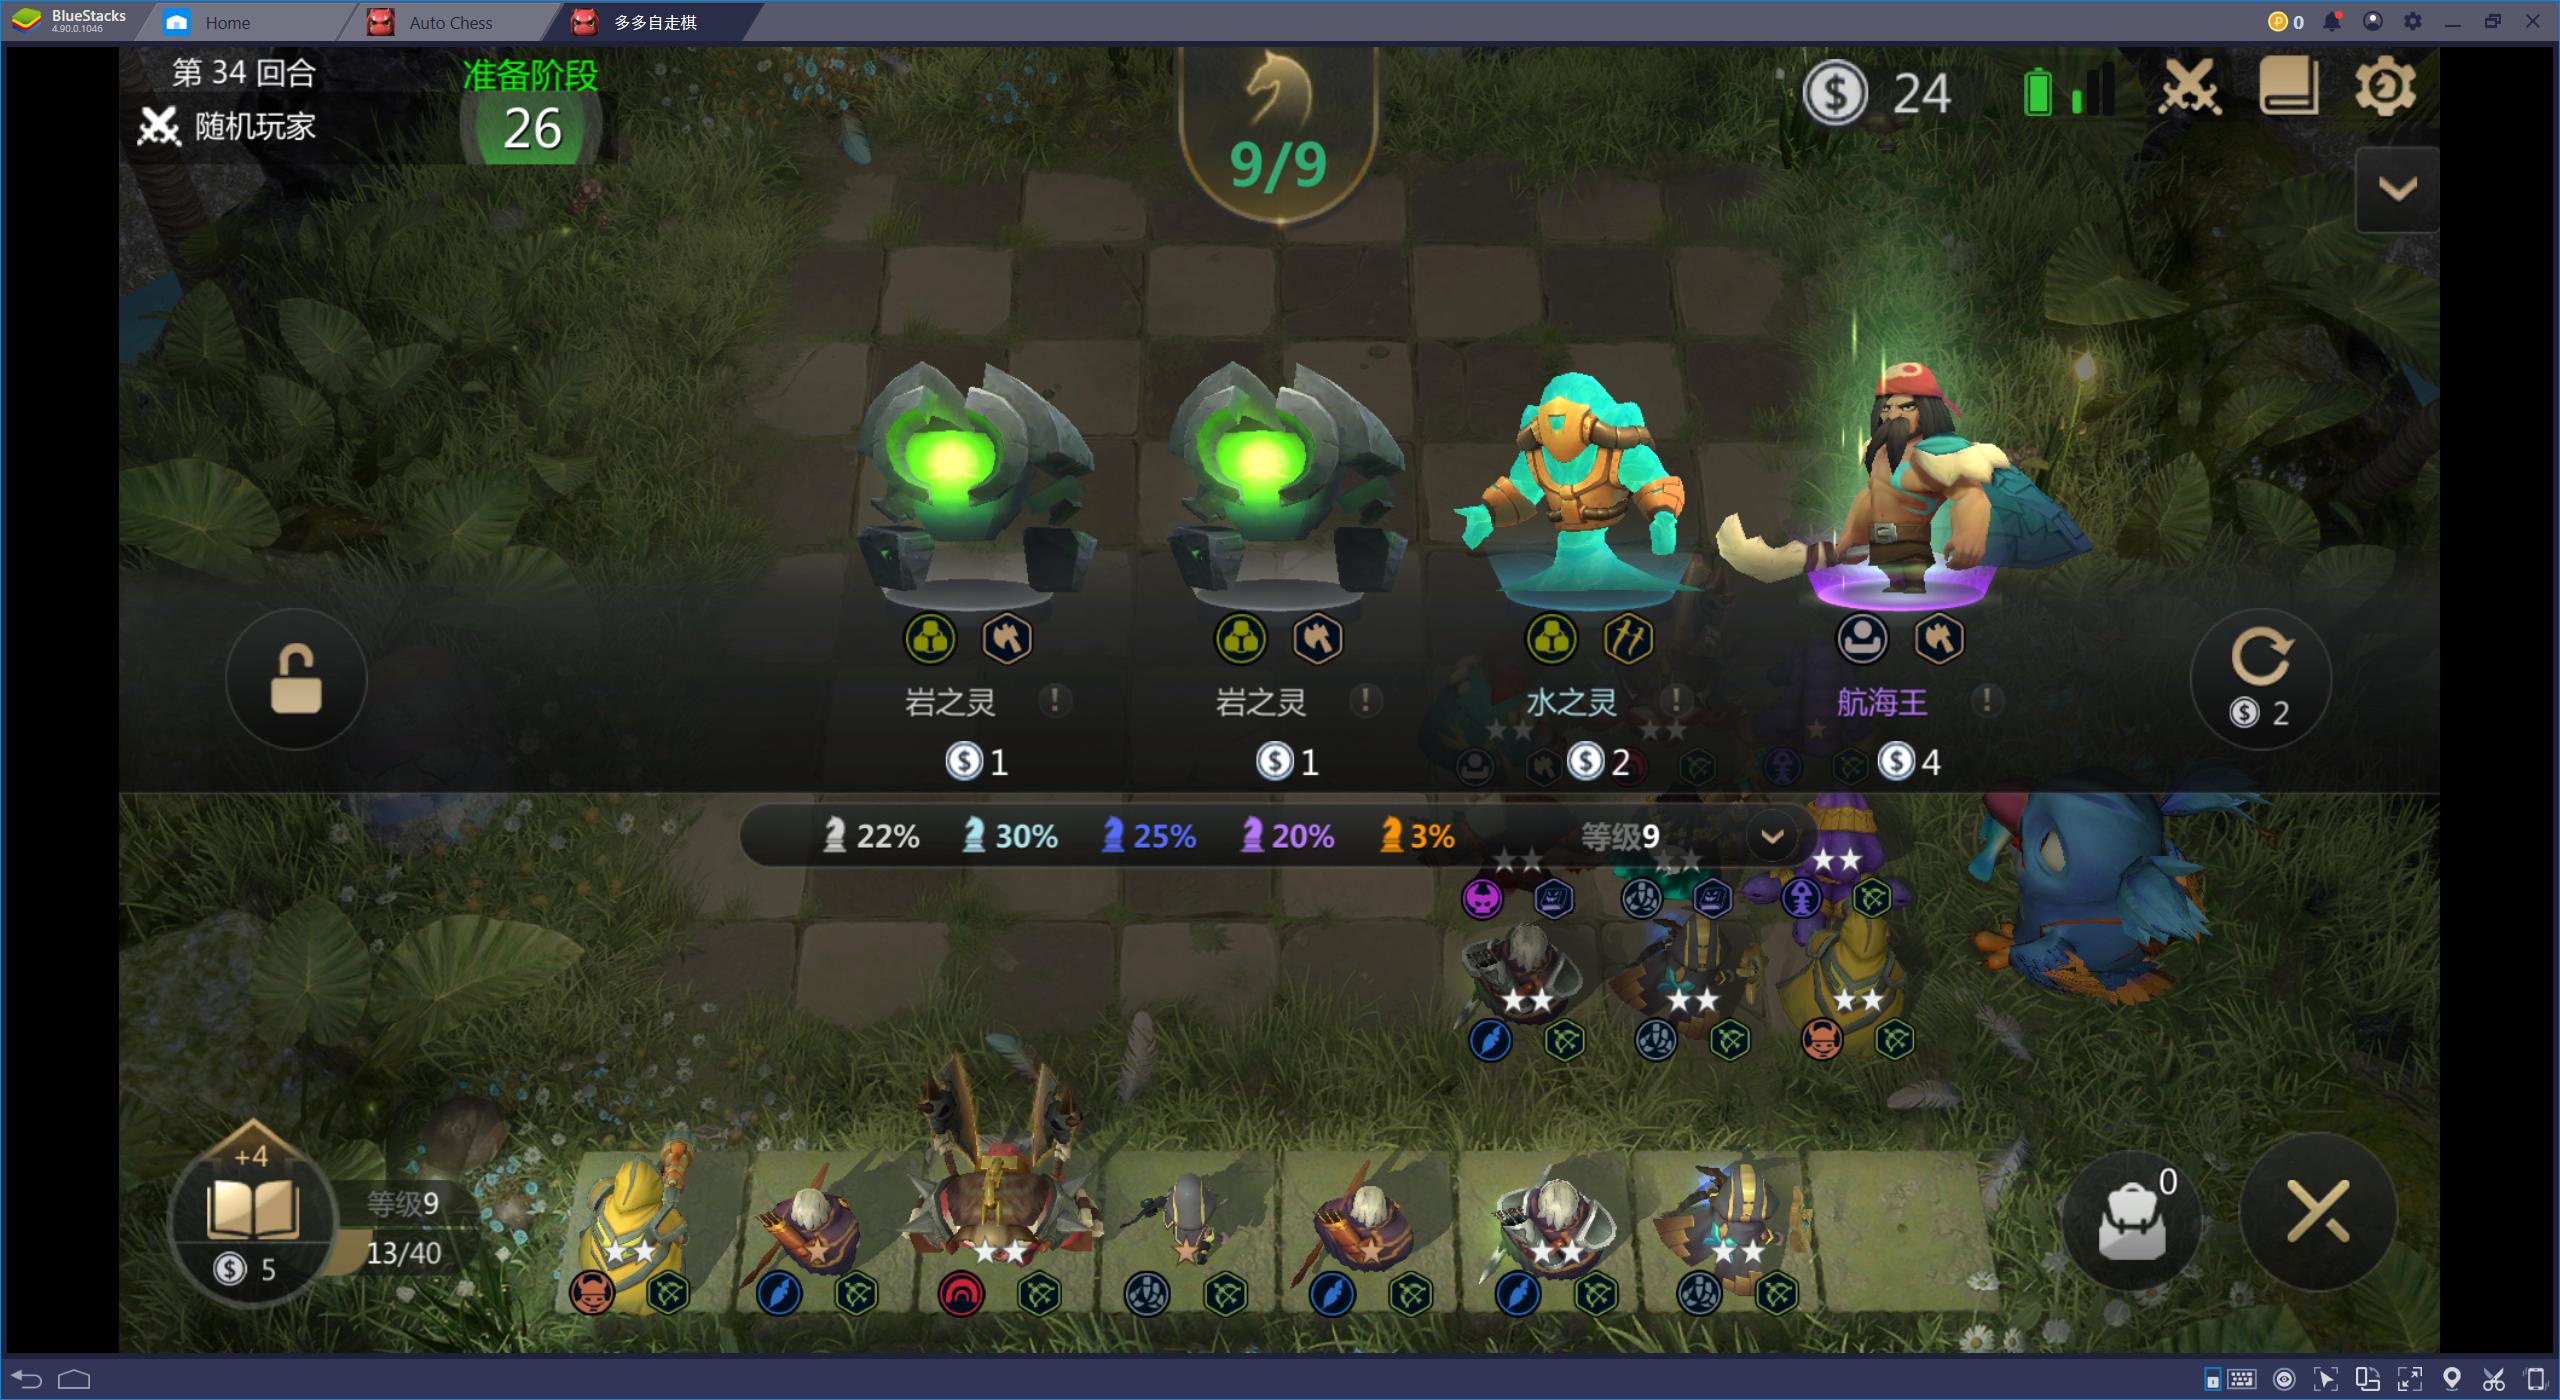 BlueStacks
4.90.0.1046
Home
Auto Chess
多多自走棋
0
第 34 回合
准备阶段
随机玩家
26
9/9
24
岩之灵
岩之灵
水之灵
航海王
1
1
2
4
2
22% 30% 25% 20% 3% 等级9
+4
5
等级9
13/40
0